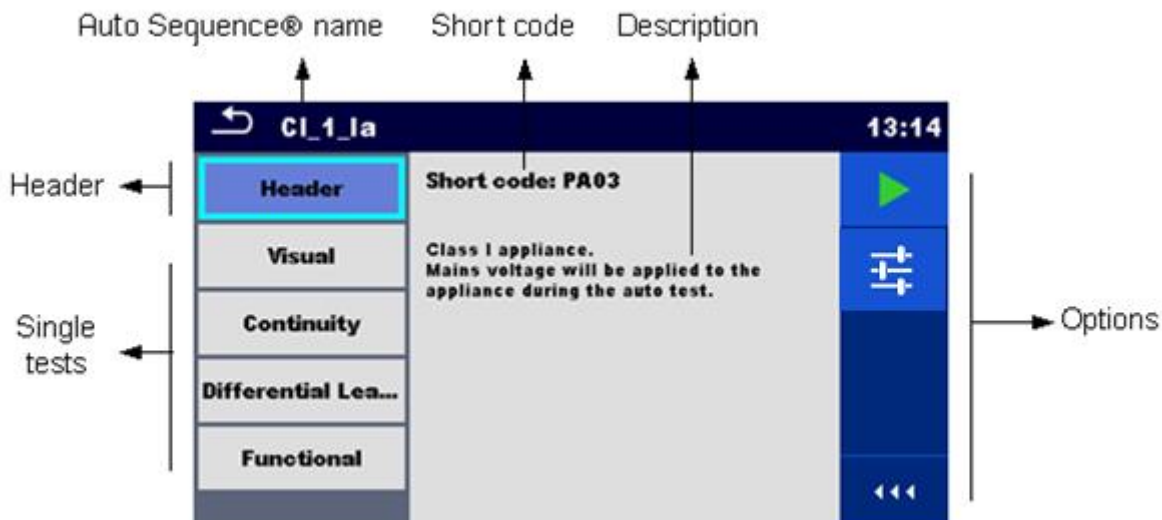 Auto Sequence® name
Short code
Description
Cl_1_Ia
13:14
Header
Header
Short code: PA03
Visual
Class I appliance.
Mains voltage will be applied to the
appliance during the auto test.
Single
tests
Continuity
Differential Lea...
Functional
Options